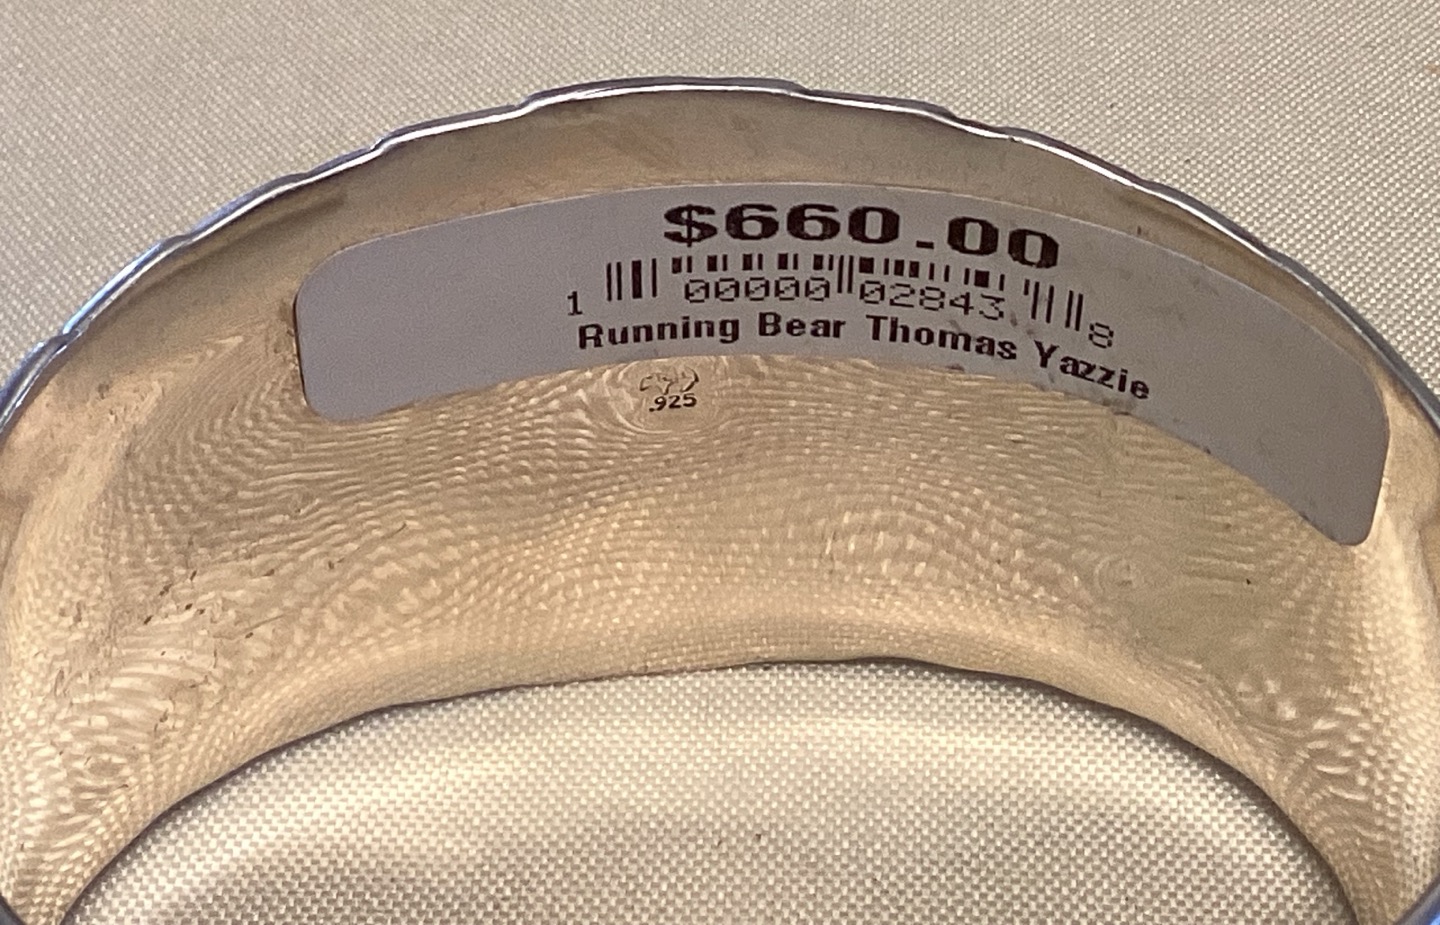 $660.00
1 00000 02843 8
Running Bear Thomas Yazzie
.925